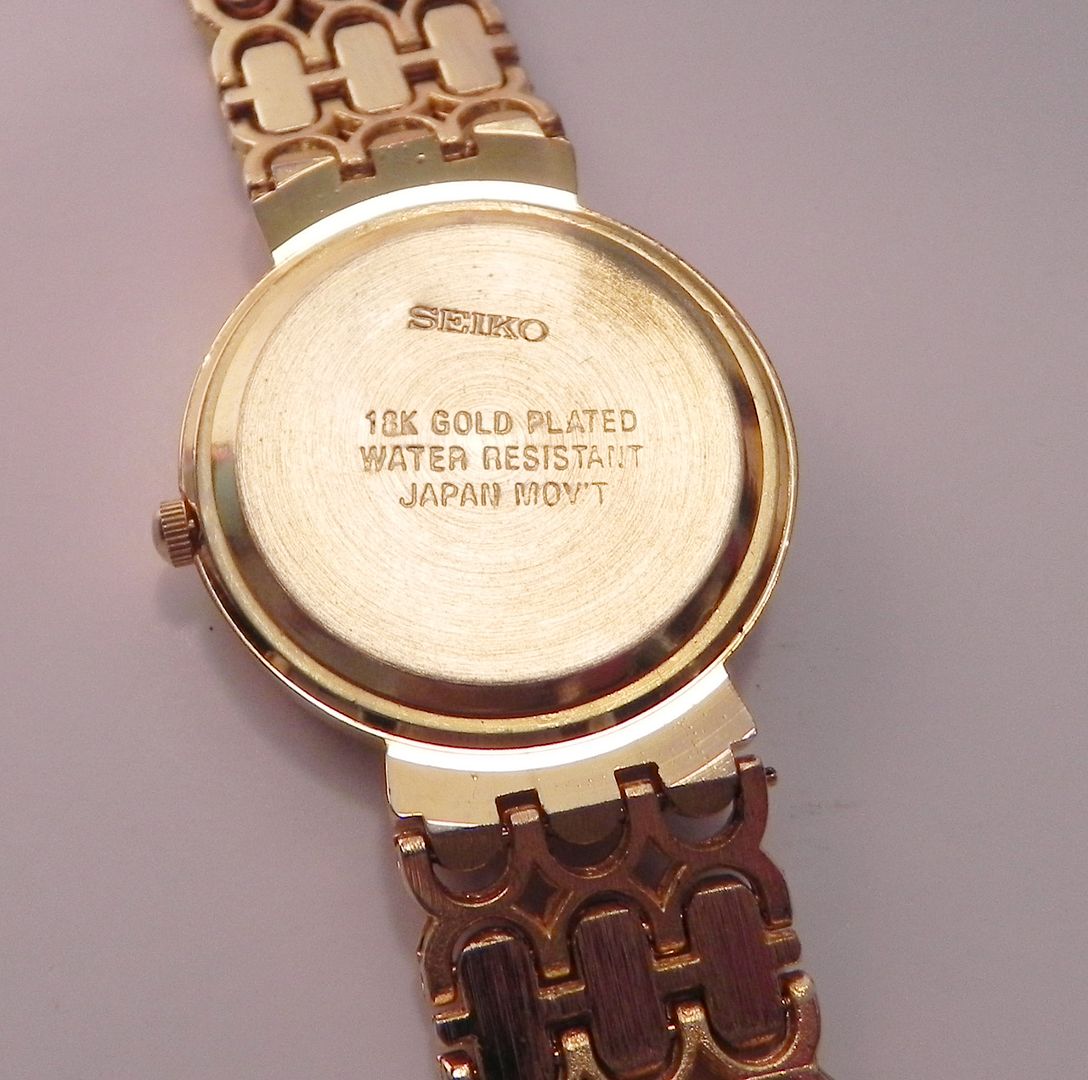 SEIKO
18K GOLD PLATED
WATER RESISTANT
JAPAN MOV'T